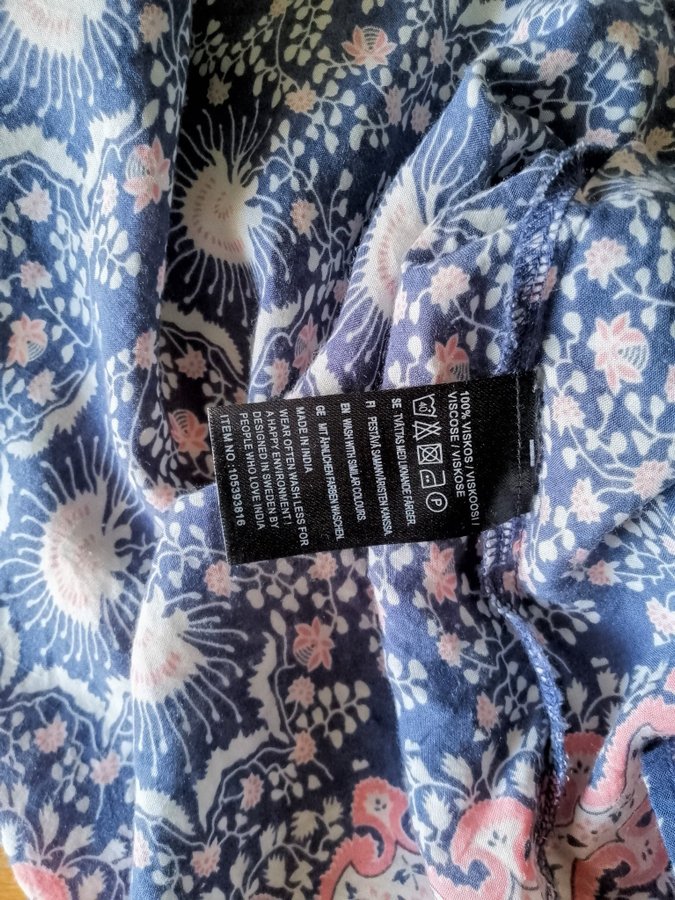 100% VISKOS / VISKOOSI /
VISCOSE / VISKOSE
40
P
SE TVÄTTAS MED LIKNANDE FÄRGER.
FI PESTÄVÄ SAMANVÄRISTEN KANSSA.
EN WASH WITH SIMILAR COLOURS.
GE MIT ÄHNLICHEN FARBEN WASCHEN.
MADE IN INDIA
WEAR OFTEN WASH LESS FOR
A HAPPY ENVIRONMENT !
DESIGNED IN SWEDEN BY
PEOPLE WHO LOVE INDIA
ITEM NO :105393816